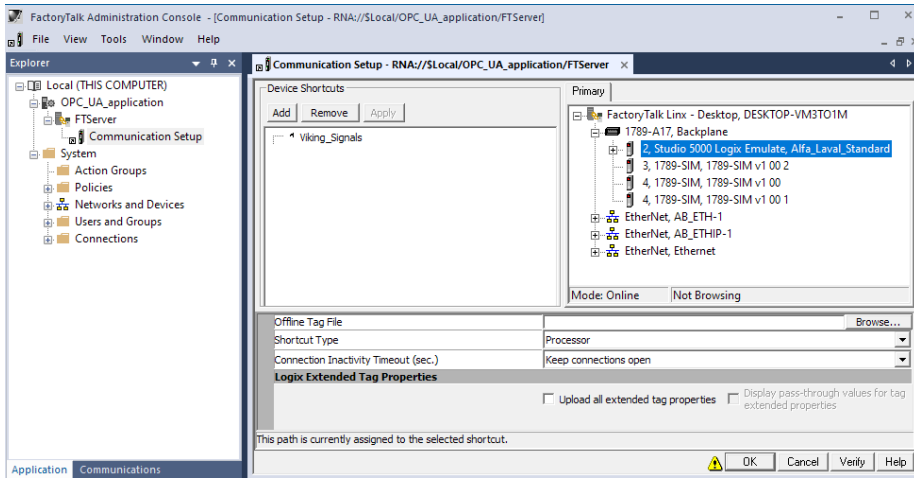 FactoryTalk Administration Console - [Communication Setup - RNA://$Local/OPC_UA_application/FTServer]
File View Tools Window Help
Explorer
Local (THIS COMPUTER)
OPC_UA_application
FTServer
Communication Setup
System
Action Groups
Policies
Networks and Devices
Users and Groups
Connections
Application Communications
Communication Setup - RNA://$Local/OPC_UA_application/FTServer
Device Shortcuts
Add Remove Apply
Viking_Signals
Primary
FactoryTalk Linx - Desktop, DESKTOP-VM3TO1M
1789-A17, Backplane
2, Studio 5000 Logix Emulate, Alfa_Laval_Standard
3, 1789-SIM, 1789-SIM v1 00 2
4, 1789-SIM, 1789-SIM v1 00
4, 1789-SIM, 1789-SIM v1 00 1
EtherNet, AB_ETH-1
EtherNet, AB_ETHIP-1
EtherNet, Ethernet
Mode: Online Not Browsing
Offline Tag File Browse...
Shortcut Type Processor
Connection Inactivity Timeout (sec.) Keep connections open
Logix Extended Tag Properties
Upload all extended tag properties
Display pass-through values for tag
extended properties
This path is currently assigned to the selected shortcut.
OK Cancel Verify Help